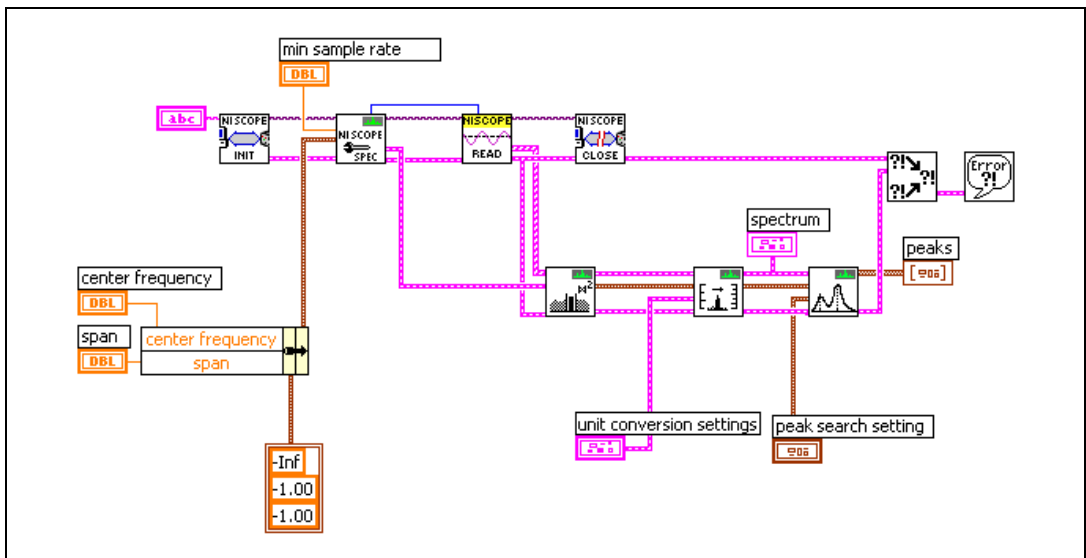 min sample rate
DBL
abc
NISCOPE
INIT
NISCOPE
SPEC
NISCOPE
READ
NISCOPE
CLOSE
?!
?!
?!
Error
?!
spectrum
peaks
center frequency
DBL
span
DBL
center frequency
span
M²
unit conversion settings
peak search setting
-Inf
-1.00
-1.00